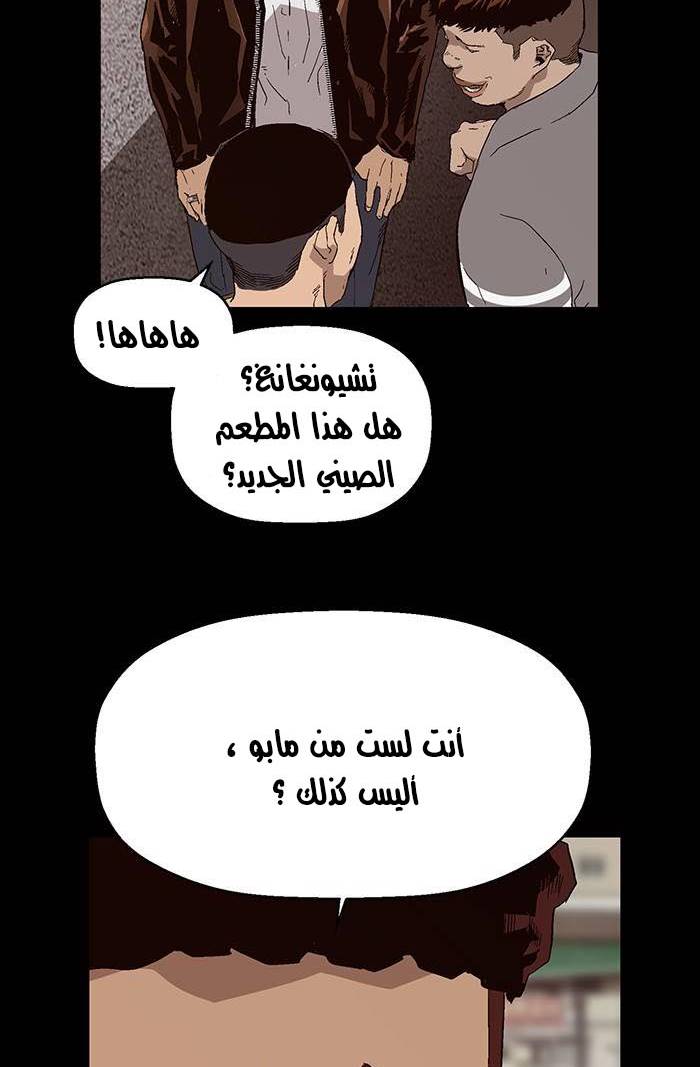 هاهاها!
تشيونغانغ؟
هل هذا المطعم
الصيني الجديد؟
أنت لست من مابو ،
أليس كذلك ؟